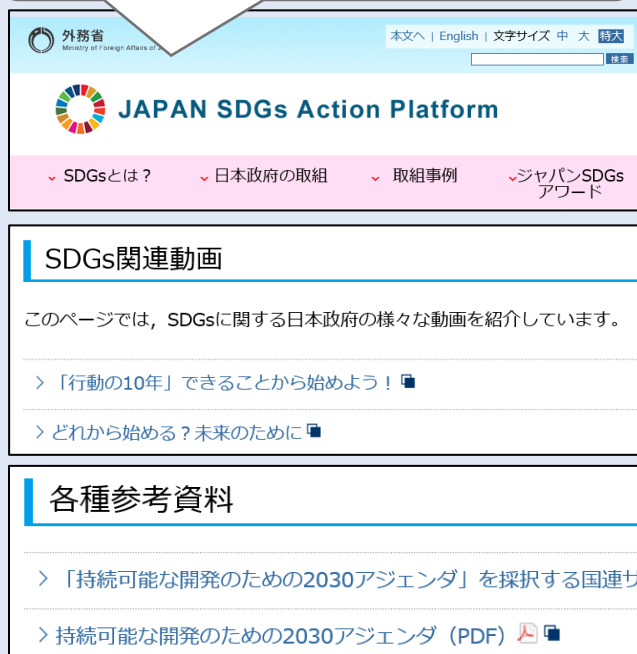 外務省
Ministry of Foreign Affairs of
本文へ | English | 文字サイズ 中 大 特大
検索
JAPAN SDGs Action Platform
SDGsとは？ 日本政府の取組 取組事例 ジャパンSDGs
アワード
SDGs関連動画
このページでは，SDGsに関する日本政府の様々な動画を紹介しています。
> 「行動の10年」できることから始めよう！
> どれから始める？未来のために
各種参考資料
> 「持続可能な開発のための2030アジェンダ」を採択する国連サ
> 持続可能な開発のための2030アジェンダ（PDF）